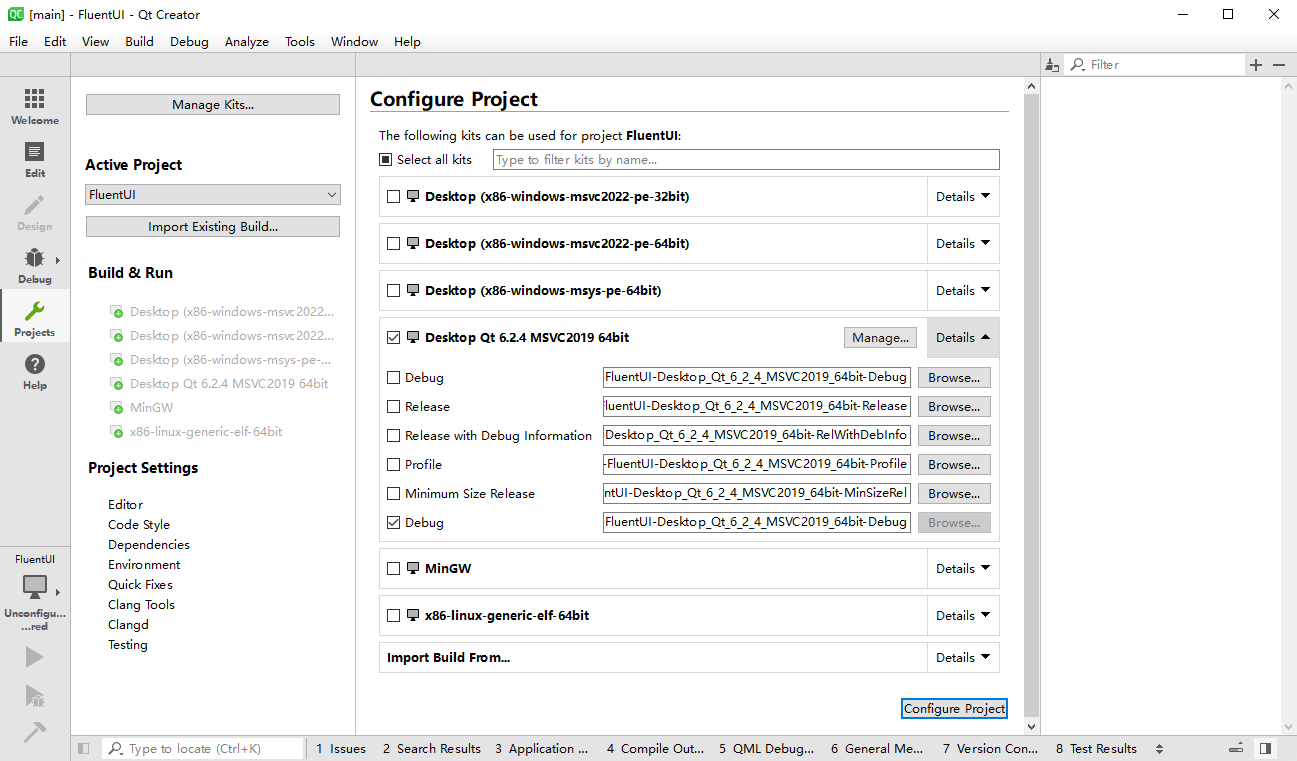 QC [main] - FluentUI - Qt Creator
File Edit View Build Debug Analyze Tools Window Help
Filter
Welcome
Edit
Design
Debug
Projects
Help
FluentUI
Unconfigu...
...red
Manage Kits...
Active Project
FluentUI
Import Existing Build...
Build & Run
Desktop (x86-windows-msvc2022...
Desktop (x86-windows-msvc2022...
Desktop (x86-windows-msys-pe-...
Desktop Qt 6.2.4 MSVC2019 64bit
MinGW
x86-linux-generic-elf-64bit
Project Settings
Editor
Code Style
Dependencies
Environment
Quick Fixes
Clang Tools
Clangd
Testing
Configure Project
The following kits can be used for project FluentUI:
Select all kits Type to filter kits by name...
Desktop (x86-windows-msvc2022-pe-32bit) Details
Desktop (x86-windows-msvc2022-pe-64bit) Details
Desktop (x86-windows-msys-pe-64bit) Details
Desktop Qt 6.2.4 MSVC2019 64bit Manage... Details
Debug FluentUI-Desktop_Qt_6_2_4_MSVC2019_64bit-Debug Browse...
Release FluentUI-Desktop_Qt_6_2_4_MSVC2019_64bit-Release Browse...
Release with Debug Information Desktop_Qt_6_2_4_MSVC2019_64bit-RelWithDebInfo Browse...
Profile -FluentUI-Desktop_Qt_6_2_4_MSVC2019_64bit-Profile Browse...
Minimum Size Release ntUI-Desktop_Qt_6_2_4_MSVC2019_64bit-MinSizeRel Browse...
Debug FluentUI-Desktop_Qt_6_2_4_MSVC2019_64bit-Debug Browse...
MinGW Details
x86-linux-generic-elf-64bit Details
Import Build From... Details
Configure Project
Type to locate (Ctrl+K) 1 Issues 2 Search Results 3 Application ... 4 Compile Out... 5 QML Debug... 6 General Me... 7 Version Con... 8 Test Results